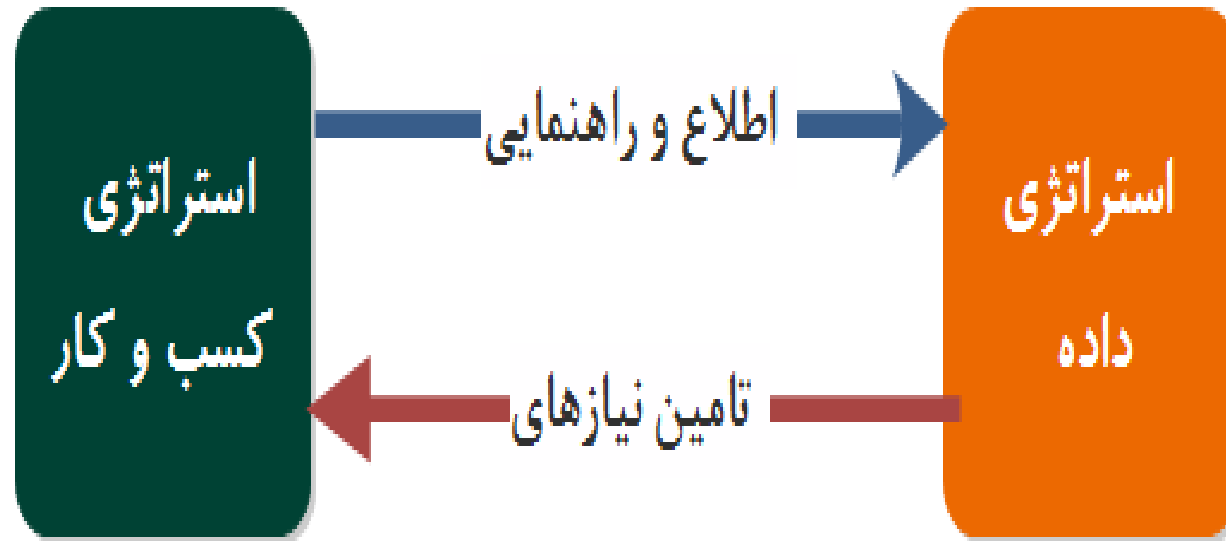 استراتژی
داده
اطلاع و راهنمایی
تامین نیازهای
استراتژی
کسب و کار